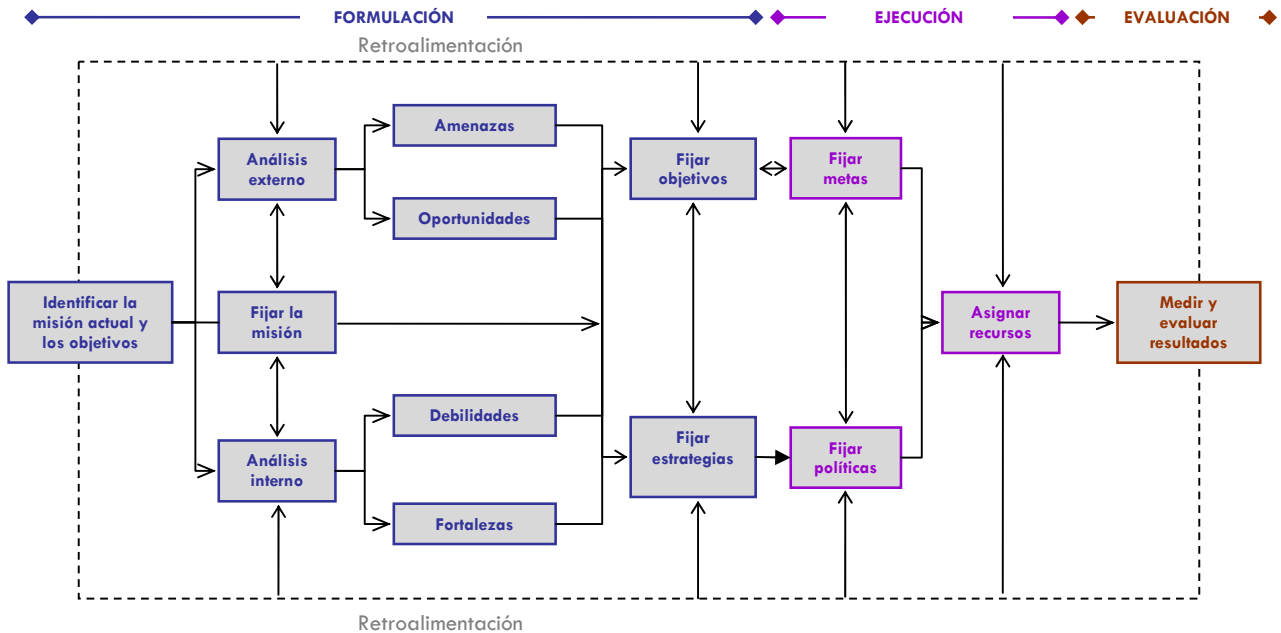 FORMULACIÓN
EJECUCIÓN
EVALUACIÓN
Retroalimentación
Identificar la
misión actual y
los objetivos
Análisis
externo
Fijar la
misión
Análisis
interno
Amenazas
Oportunidades
Debilidades
Fortalezas
Fijar
objetivos
Fijar
estrategias
Fijar
metas
Fijar
políticas
Asignar
recursos
Medir y
evaluar
resultados
Retroalimentación